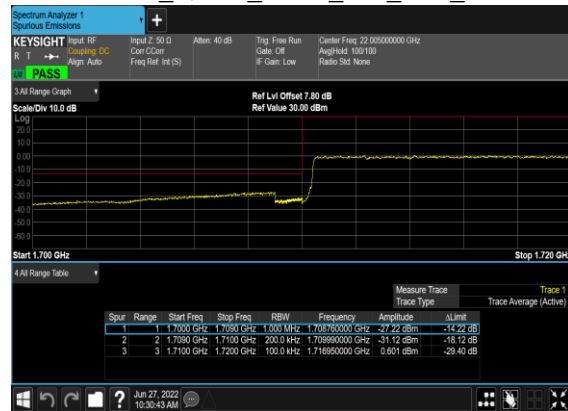 Spectrum Analyzer 1
Spurious Emissions
KEYSIGHT Input: RF Input Z: 50 Ω Atten: 40 dB Trig: Free Run Center Freq: 22.005000000 GHz
R T Coupling: DC Corr CCorr Gate: Off Avg|Hold: 100/100
Align: Auto Freq Ref: Int (S) IF Gain: Low Radio Std: None
PASS
3 All Range Graph
Ref Lvl Offset 7.80 dB
Scale/Div 10.0 dB Ref Value 30.00 dBm
Log
20.0
10.0
0.00
-10.0
-20.0
-30.0
-40.0
-50.0
-60.0
Start 1.700 GHz Stop 1.720 GH
4 All Range Table
Measure Trace Trace 1
Trace Type Trace Average (Active)
Spur Range Start Freq Stop Freq RBW Frequency Amplitude ΔLimit
1 1 1.7000 GHz 1.7090 GHz 1.000 MHz 1.708760000 GHz -27.22 dBm -14.22 dB
2 2 1.7090 GHz 1.7100 GHz 200.0 kHz 1.709990000 GHz -31.12 dBm -18.12 dB
3 3 1.7100 GHz 1.7200 GHz 100.0 kHz 1.716950000 GHz 0.601 dBm -29.40 dB
Jun 27, 2022
10:30:43 AM